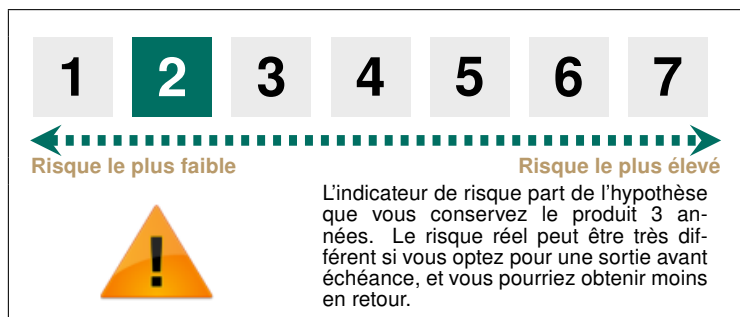 1 2 3 4 5 6 7
Risque le plus faible Risque le plus élevé
L'indicateur de risque part de l'hypothèse
que vous conservez le produit 3 an-
nées. Le risque réel peut être très dif-
férent si vous optez pour une sortie avant
échéance, et vous pourriez obtenir moins
en retour.
!